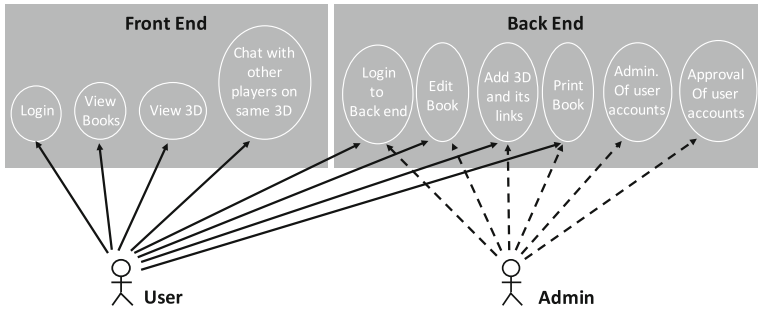 Front End
Back End
Login
View
Books
View 3D
Chat with
other
players on
same 3D
Login
to
Back end
Edit
Book
Add 3D
and its
links
Print
Book
Admin.
Of user
accounts
Approval
Of user
accounts
User
Admin